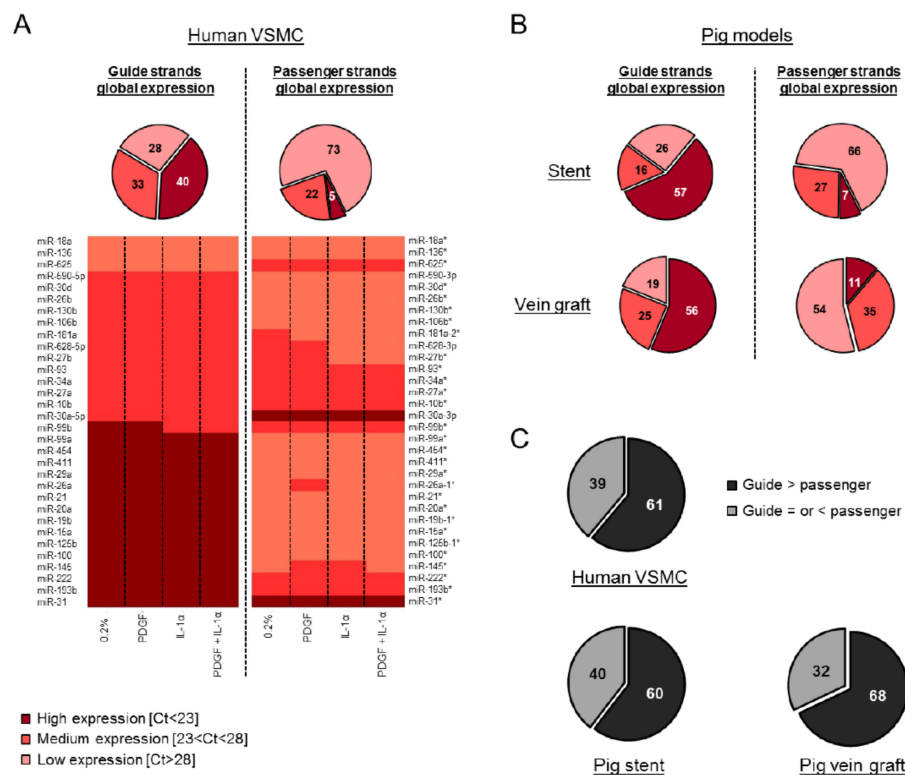 A
Human VSMC
Guide strands
global expression
Passenger strands
global expression
28
40
33
73
22
5
miR-18a
miR-136
miR-625
miR-590-5p
miR-30d
miR-26b
miR-130b
miR-106b
miR-181a
miR-628-5p
miR-27b
miR-93
miR-34a
miR-27a
miR-10b
miR-30a-5p
miR-99b
miR-99a
miR-454
miR-411
miR-29a
miR-26a
miR-21
miR-20a
miR-19b
miR-15a
miR-125b
miR-100
miR-145
miR-222
miR-193b
miR-31
miR-18a*
miR-136*
miR-625*
miR-590-3p
miR-30d*
miR-26b*
miR-130b*
miR-106b*
miR-181a-2*
miR-628-3p
miR-27b*
miR-93*
miR-34a*
miR-27a*
miR-10b*
miR-30a-3p
miR-99b*
miR-99a*
miR-454*
miR-411*
miR-29a*
miR-26a-1*
miR-21*
miR-20a*
miR-19b-1*
miR-15a*
miR-125b-1*
miR-100*
miR-145*
miR-222*
miR-193b*
miR-31*
0.2%
PDGF
IL-1α
PDGF + IL-1α
0.2%
PDGF
IL-1α
PDGF + IL-1α
High expression [Ct<23]
Medium expression [23<Ct<28]
Low expression [Ct>28]
B
Pig models
Guide strands
global expression
Passenger strands
global expression
Stent
26
16
57
66
27
7
Vein graft
19
25
56
11
54
35
C
39
61
Guide > passenger
Guide = or < passenger
Human VSMC
40
60
32
68
Pig stent
Pig vein graft